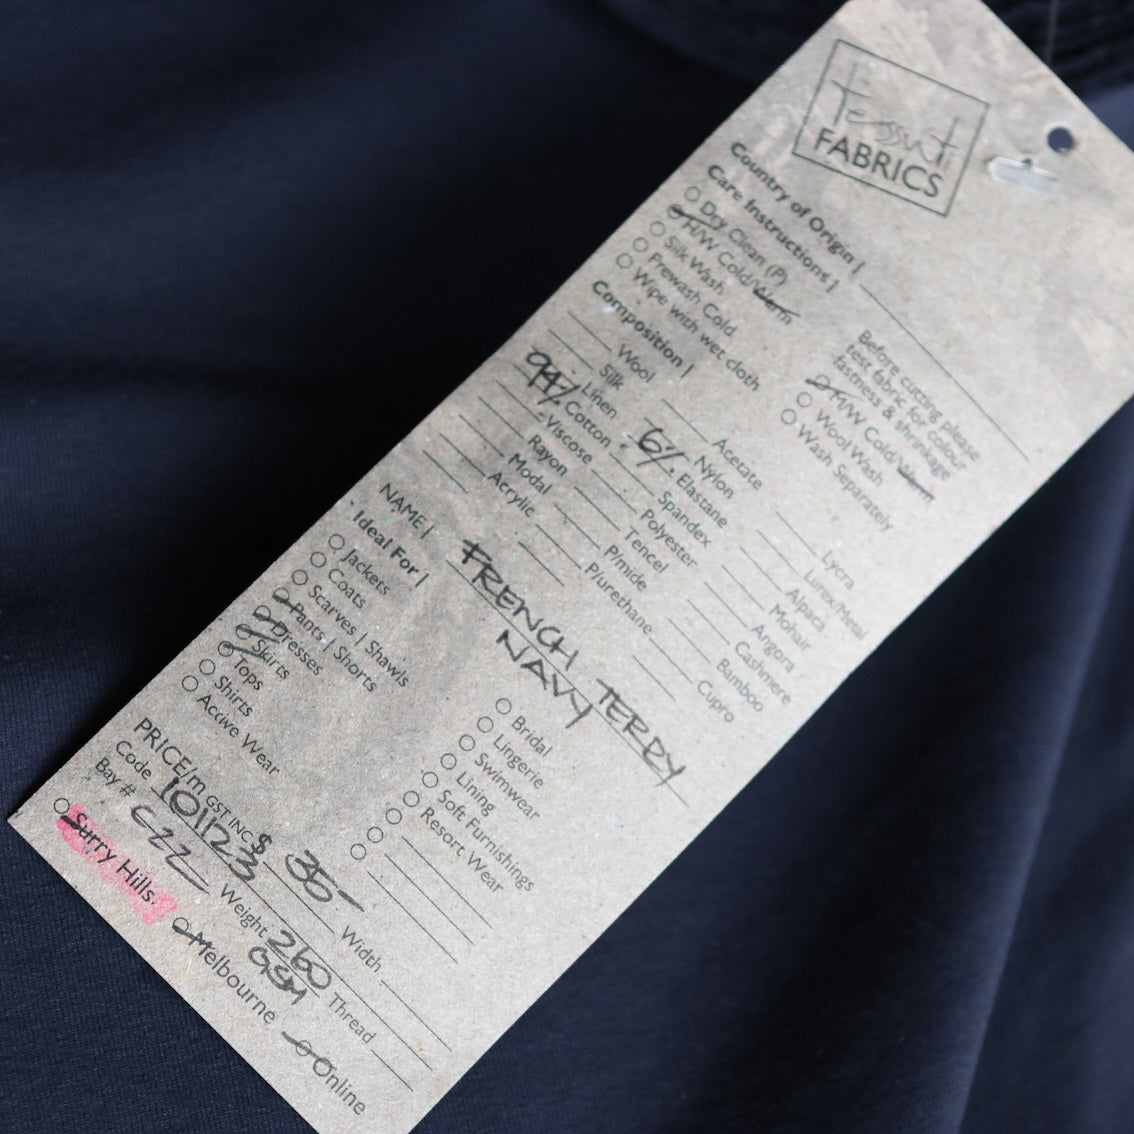 Tessuti
FABRICS
Country of Origin |
Care Instructions |
Dry Clean (P)
H/W Cold/Warm
Silk Wash
Prewash Cold
Wipe with wet cloth
Before cutting please
test fabric for colour
fastness & shrinkage
M/W Cold/Warm
Wool Wash
Wash Separately
Composition |
Wool
Silk
Linen
94% Cotton
Viscose
Rayon
Modal
Acrylic
Acetate
Nylon
6% Elastane
Spandex
Polyester
Tencel
P/mide
P/urethane
Lycra
Lurex/Metal
Alpaca
Mohair
Angora
Cashmere
Bamboo
Cupro
NAME | FRENCH TERRY
NAVY
Ideal For |
Jackets
Coats
Scarves | Shawls
Pants | Shorts
Dresses
Skirts
Tops
Shirts
Active Wear
Bridal
Lingerie
Swimwear
Lining
Soft Furnishings
Resort Wear
PRICE/m GST INC $ 35-
Code 101123 Width
Bay # C22 Weight 260 GSM Thread
Surry Hills Melbourne Online